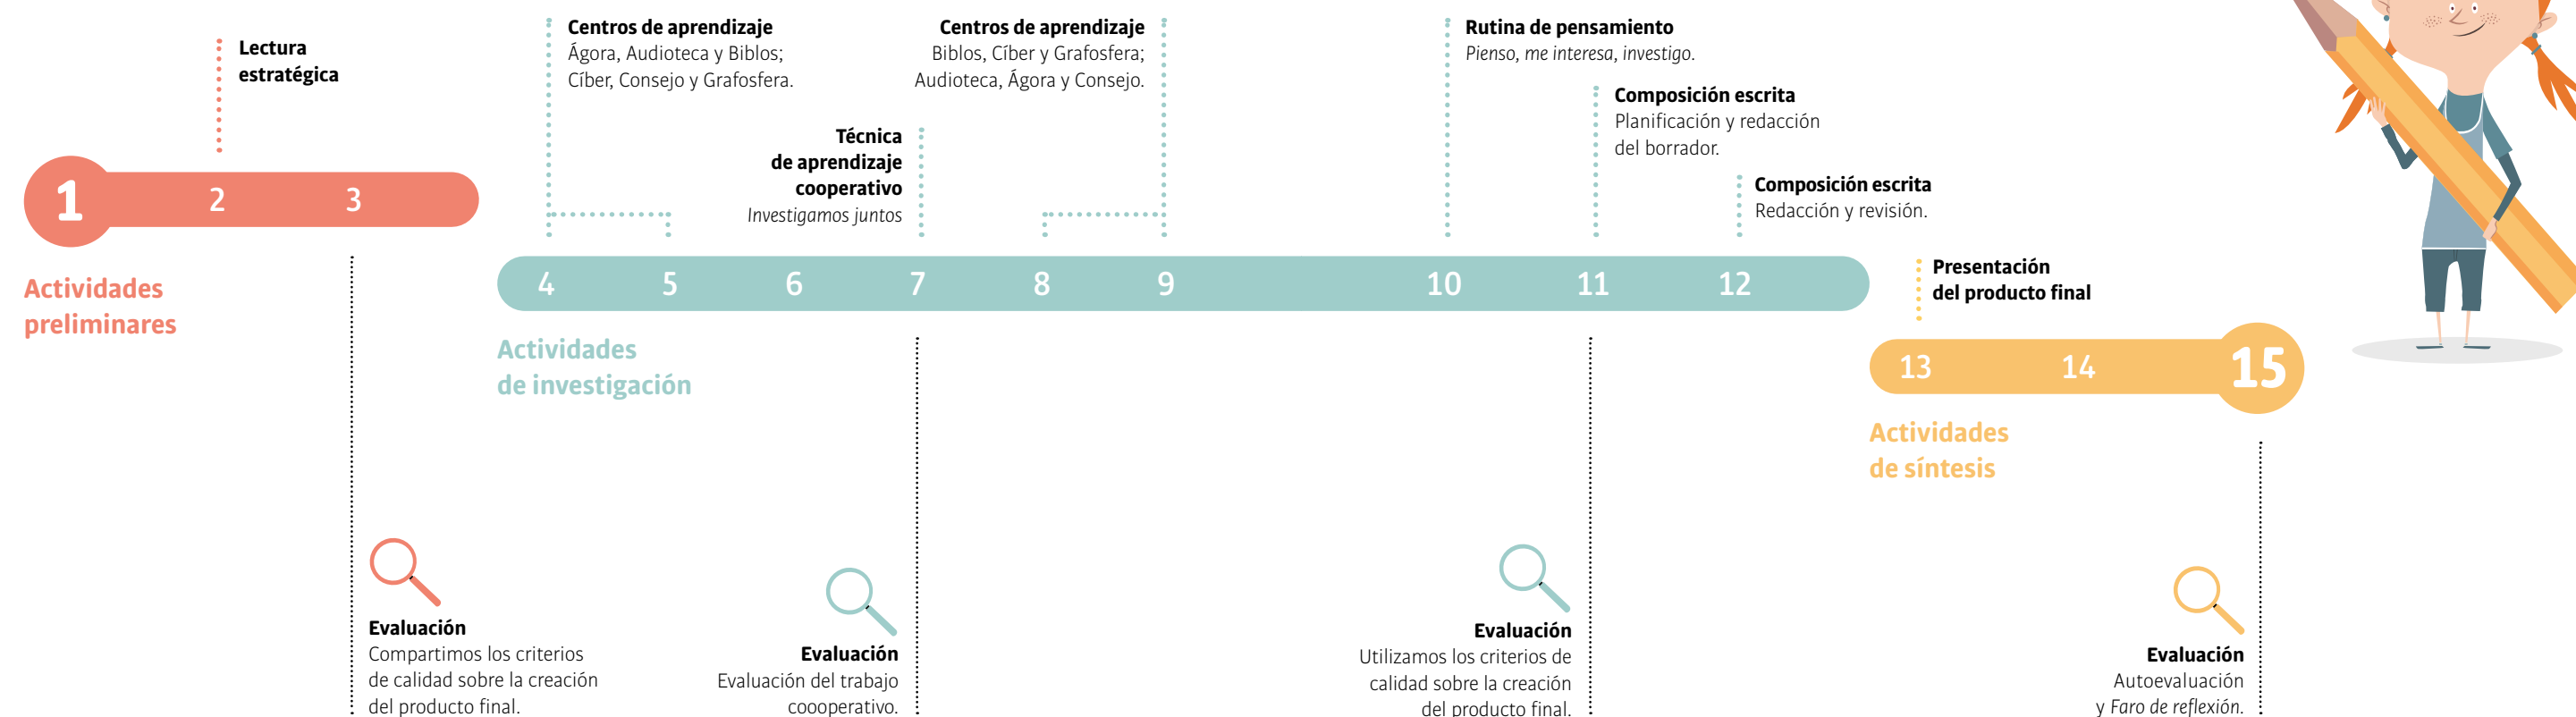 Lectura
estratégica
Centros de aprendizaje
Ágora, Audioteca y Biblos;
Cíber, Consejo y Grafosfera.
Técnica
de aprendizaje
cooperativo
Investigamos juntos
Centros de aprendizaje
Biblos, Cíber y Grafosfera;
Audioteca, Ágora y Consejo.
Rutina de pensamiento
Pienso, me interesa, investigo.
Composición escrita
Planificación y redacción
del borrador.
Composición escrita
Redacción y revisión.
Presentación
del producto final
1 2 3
Actividades
preliminares
4 5 6 7 8 9 10 11 12
Actividades
de investigación
13 14 15
Actividades
de síntesis
Evaluación
Compartimos los criterios
de calidad sobre la creación
del producto final.
Evaluación
Evaluación del trabajo
coooperativo.
Evaluación
Utilizamos los criterios de
calidad sobre la creación
del producto final.
Evaluación
Autoevaluación
y Faro de reflexión.